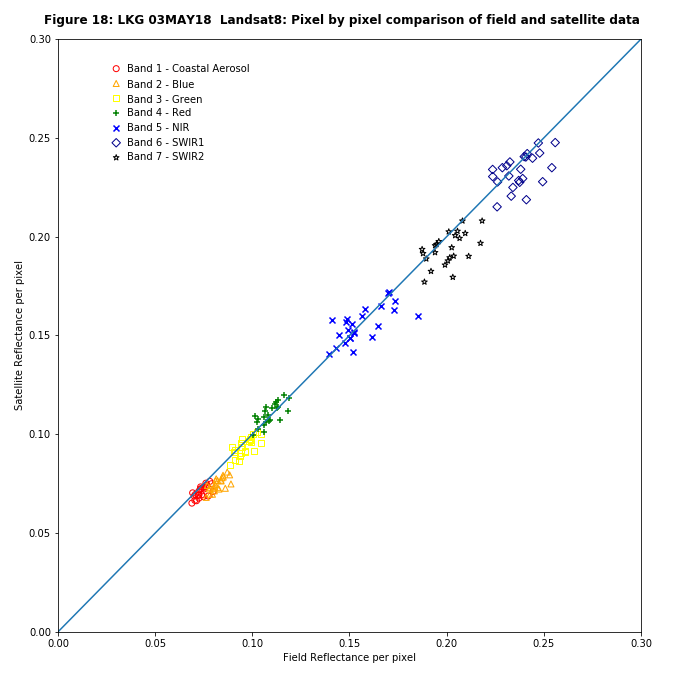 Figure 18: LKG 03MAY18 Landsat8: Pixel by pixel comparison of field and satellite data
0.30
Band 1 - Coastal Aerosol
Band 2 - Blue
Band 3 - Green
Band 4 - Red
Band 5 - NIR
Band 6 - SWIR1
Band 7 - SWIR2
0.25
0.20
0.15
0.10
0.05
0.00
Satellite Reflectance per pixel
0.00 0.05 0.10 0.15 0.20 0.25 0.30
Field Reflectance per pixel